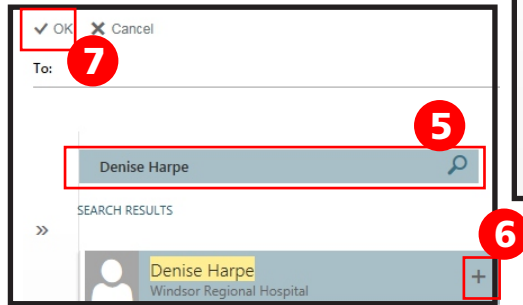 OK Cancel
7
To:
5
Denise Harpe
SEARCH RESULTS
»
6
Denise Harpe
+
Windsor Regional Hospital